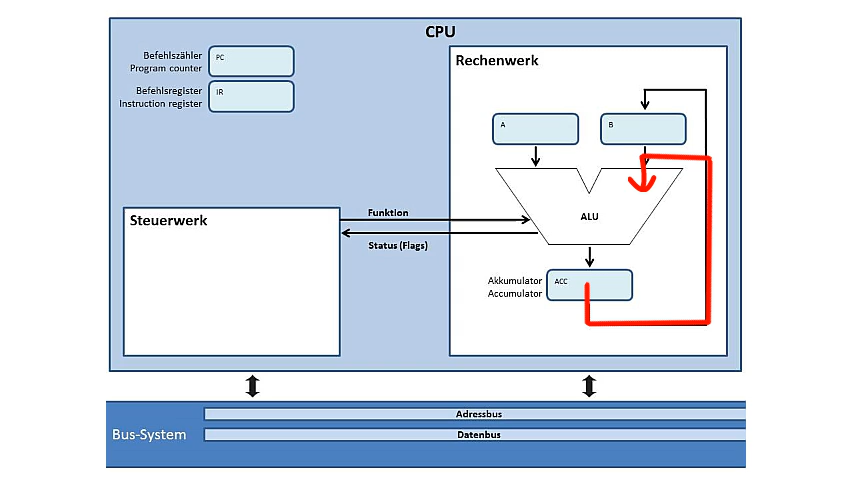 CPU
Befehlszähler
Program counter
PC
Befehlsregister
Instruction register
IR
Rechenwerk
A
B
ALU
Steuerwerk
Funktion
Status (Flags)
Akkumulator
Accumulator
ACC
Bus-System
Adressbus
Datenbus